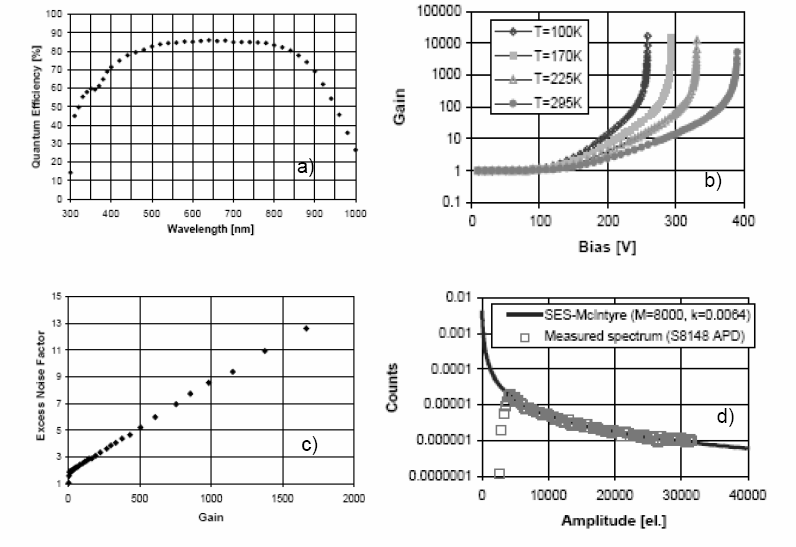 100
90
80
70
60
50
40
30
20
10
0
Quantum Efficiency [%]
300 400 500 600 700 800 900 1000
Wavelength [nm]
a)
100000
10000
1000
100
10
1
0.1
Gain
T=100K
T=170K
T=225K
T=295K
0 100 200 300 400
Bias [V]
b)
15
13
11
9
7
5
3
1
Excess Noise Factor
0 500 1000 1500 2000
Gain
c)
0.01
0.001
0.0001
0.00001
0.000001
0.0000001
Counts
SES-McIntyre (M=8000, k=0.0064)
Measured spectrum (S8148 APD)
0 10000 20000 30000 40000
Amplitude [el.]
d)